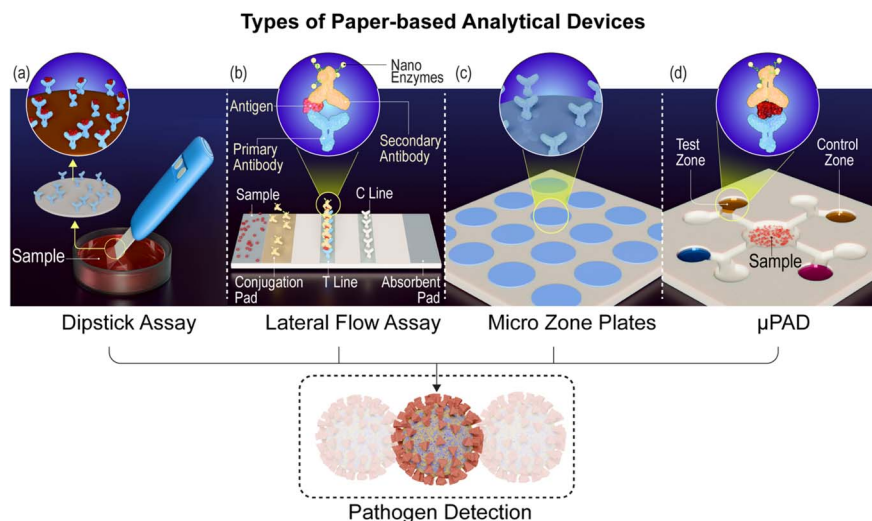 Types of Paper-based Analytical Devices
(a)
Sample
Dipstick Assay
(b)
Nano
Enzymes
Antigen
Primary
Antibody
Secondary
Antibody
Sample
C Line
Conjugation
Pad
T Line
Absorbent
Pad
Lateral Flow Assay
(c)
Micro Zone Plates
(d)
Test
Zone
Control
Zone
Sample
µPAD
Pathogen Detection